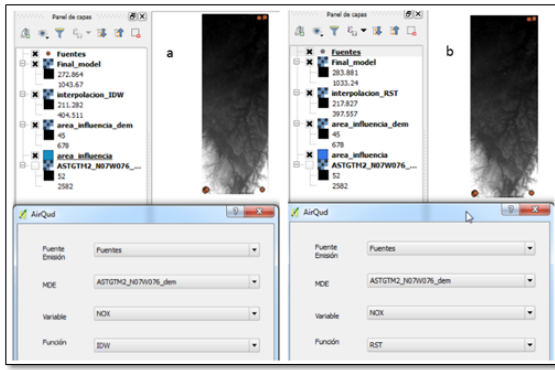 Panel de capas
Fuentes
Final_model
272.864
1043.67
interpolacion_IDW
211.282
404.511
area_influencia_dem
45
678
area_influencia
ASTGTM2_N07W076_...
52
2582
a
AirQud
Fuente Emisión
Fuentes
MDE
ASTGTM2_N07W076_dem
Variable
NOX
Función
IDW
Panel de capas
Fuentes
Final_model
283.881
1033.24
interpolacion_RST
217.827
397.557
area_influencia_dem
45
678
area_influencia
ASTGTM2_N07W076_...
52
2582
b
AirQud
Fuente Emisión
Fuentes
MDE
ASTGTM2_N07W076_dem
Variable
NOX
Función
RST